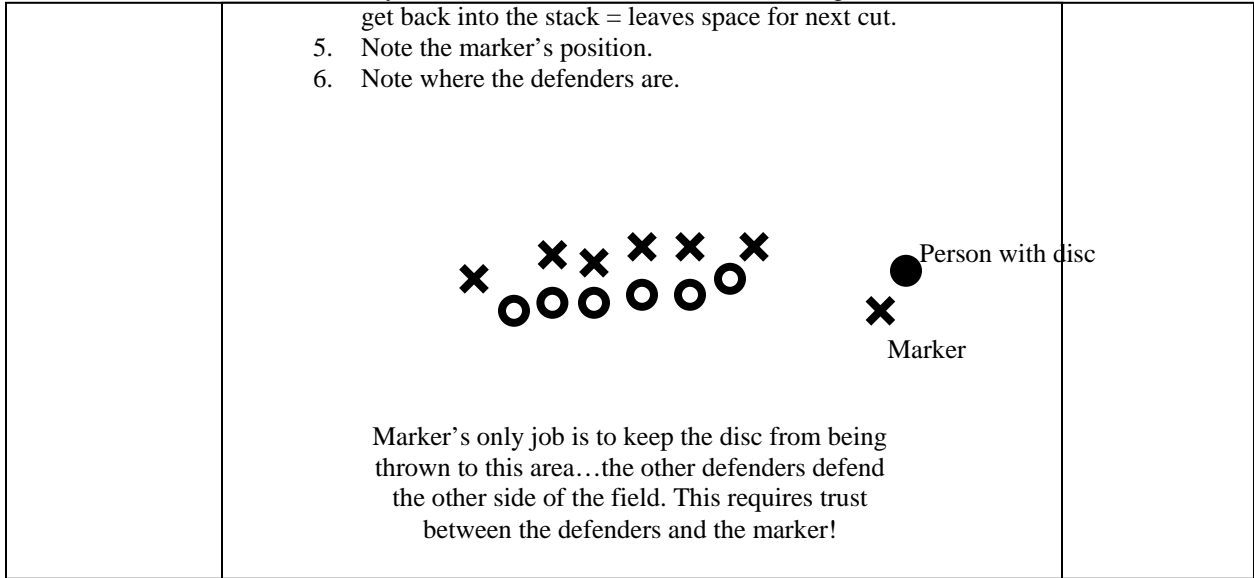 get back into the stack = leaves space for next cut.
5. Note the marker’s position.
6. Note where the defenders are.
Person with disc
Marker
Marker’s only job is to keep the disc from being
thrown to this area…the other defenders defend
the other side of the field. This requires trust
between the defenders and the marker!